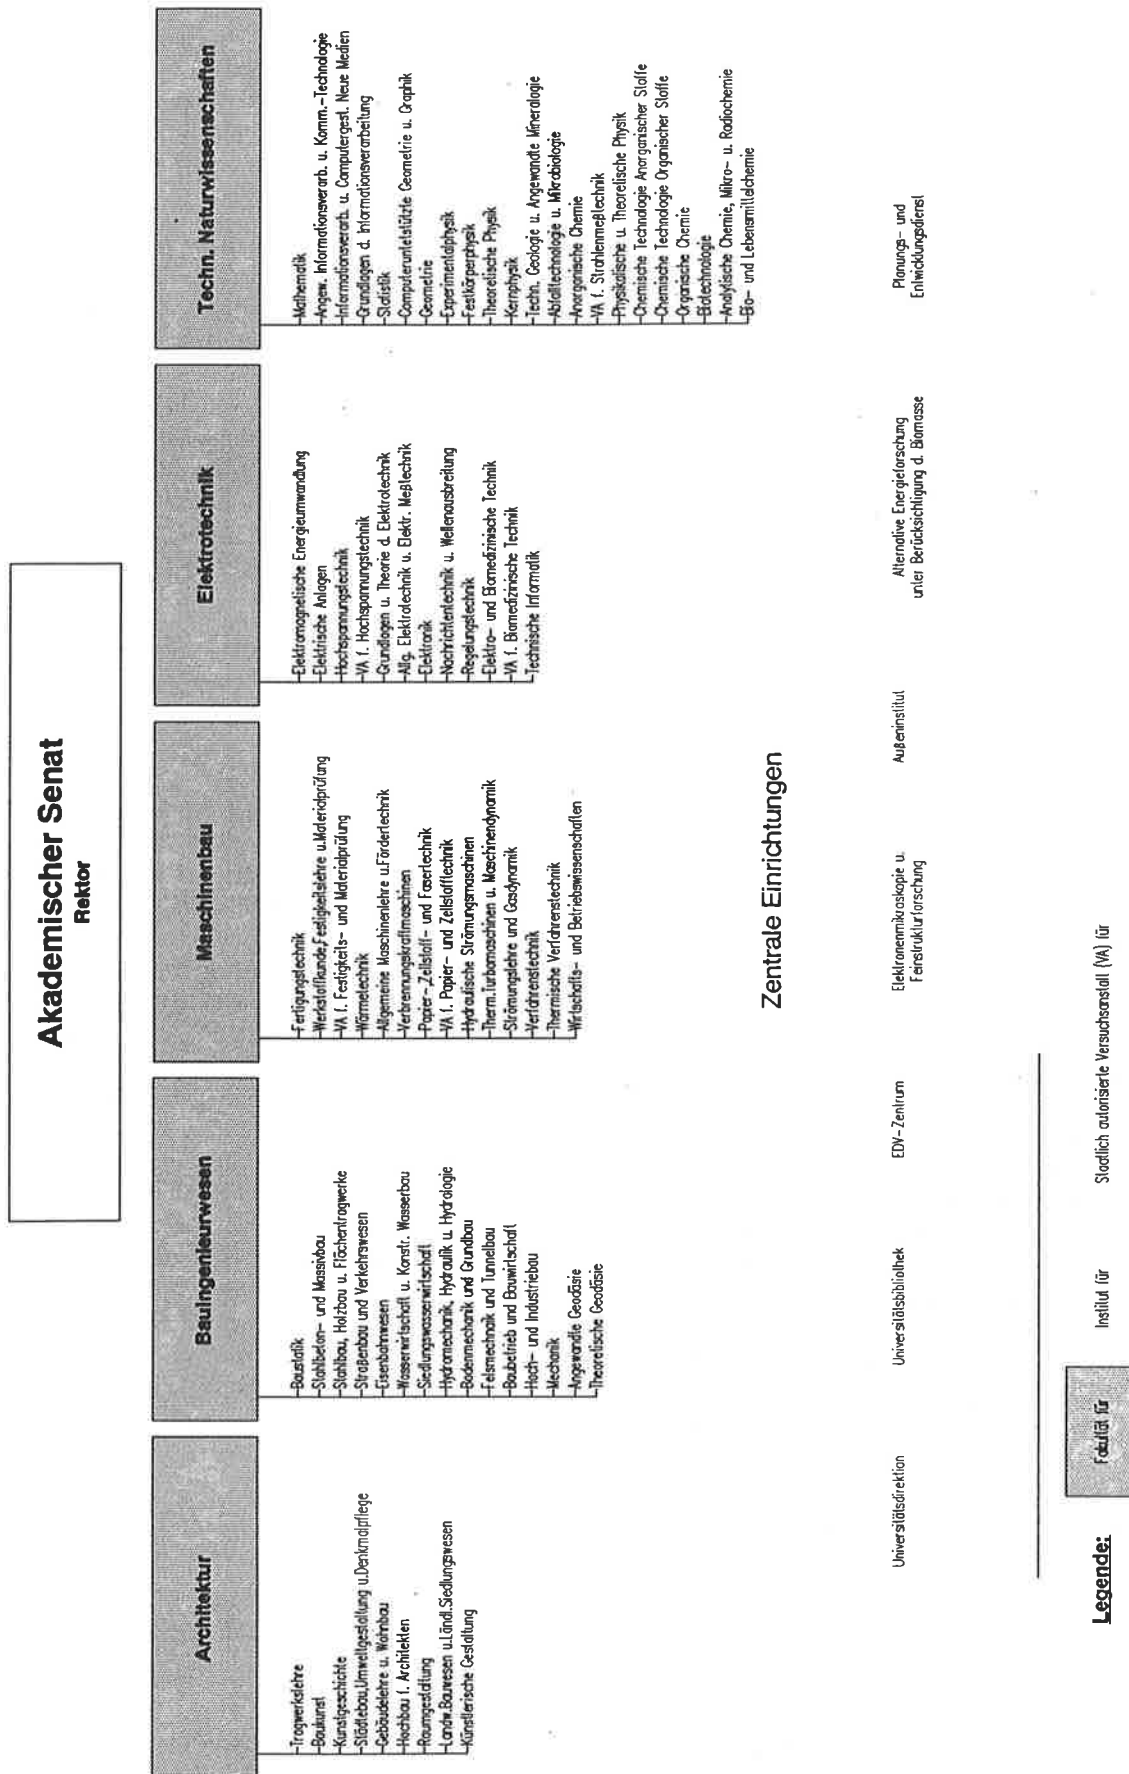 Akademischer Senat
Rektor
Architektur
Tragwerkslehre
Baukunst
Kunstgeschichte
Städtebau,Umweltgestaltung u.Denkmalpflege
Gebäudelehre u. Wohnbau
Hochbau f. Architekten
Raumgestaltung
Landw.Bauwesen u.Ländl.Siedlungswesen
Künstlerische Gestaltung
Bauingenieurwesen
Baustatik
Stahlbeton- und Massivbau
Stahlbau, Holzbau u. Flächentragwerke
Straßenbau und Verkehrswesen
Eisenbahnwesen
Wasserwirtschaft u. Konstr. Wasserbau
Siedlungswasserwirtschaft
Hydromechanik, Hydraulik u. Hydrologie
Bodenmechanik und Grundbau
Felsmechnaik und Tunnelbau
Baubetrieb und Bauwirtschaft
Hoch- und Industriebau
Mechanik
Angewandte Geodäsie
Theoretische Geodäsie
Maschinenbau
Fertigungstechnik
Werkstoffkunde,Festigkeitslehre u.Materialprüfung
VA f. Festigkeits- und Materialprüfung
Wärmetechnik
Allgemeine Maschinenlehre u.Fördertechnik
Verbrennungskraftmaschinen
Papier-,Zellstoff- und Fasertechnik
VA f. Papier- und Zellstofftechnik
Hydraulische Strömungsmaschinen
Therm.Turbomaschinen u. Maschinendynamik
Strömungslehre und Gasdynamik
Verfahrenstechnik
Thermische Verfahrenstechnik
Wirtschafts- und Betriebswissenschaften
Elektrotechnik
Elektromagnetische Energieumwandlung
Elektrische Anlagen
Hochspannungstechnik
VA f. Hochspannungstechnik
Grundlagen u. Theorie d. Elektrotechnik
Allg. Elektrotechnik u. Elektr. Meßtechnik
Elektronik
Nachrichtentechnik u. Wellenausbreitung
Regelungstechnik
Elektro- und Biomedizinische Technik
VA f. Biomedizinische Technik
Technische Informatik
Techn. Naturwissenschaften
Mathematik
Angew. Informationsverarb. u. Komm.-Technologie
Informationsverarb. u. Computergest. Neue Medien
Grundlagen d. Informationsverarbeitung
Statistik
Computerunterstützte Geometrie u. Graphik
Geometrie
Experimentalphysik
Festkörperphysik
Theoretische Physik
Kernphysik
Techn. Geologie u. Angewandte Mineralogie
Abfalltechnologie u. Mikrobiologie
Anorganische Chemie
VA f. Strahlenmeßtechnik
Physikalische u. Theoretische Physik
Chemische Technologie Anorganischer Stoffe
Chemische Technologie Organischer Stoffe
Organische Chemie
Biotechnologie
Analytische Chemie, Mikro- u. Radiochemie
Bio- und Lebensmittelchemie
Zentrale Einrichtungen
Universitätsdirektion
Universitätsbibliothek
EDV-Zentrum
Elektronenmikroskopie u.
Feinstrukturforschung
Außeninstitut
Alternative Energieforschung
unter Berücksichtigung d. Biomasse
Planungs- und
Entwicklungsdienst
Legende:
Fakultät für
Institut für
Staatlich autorisierte Versuchsanstalt (VA) für